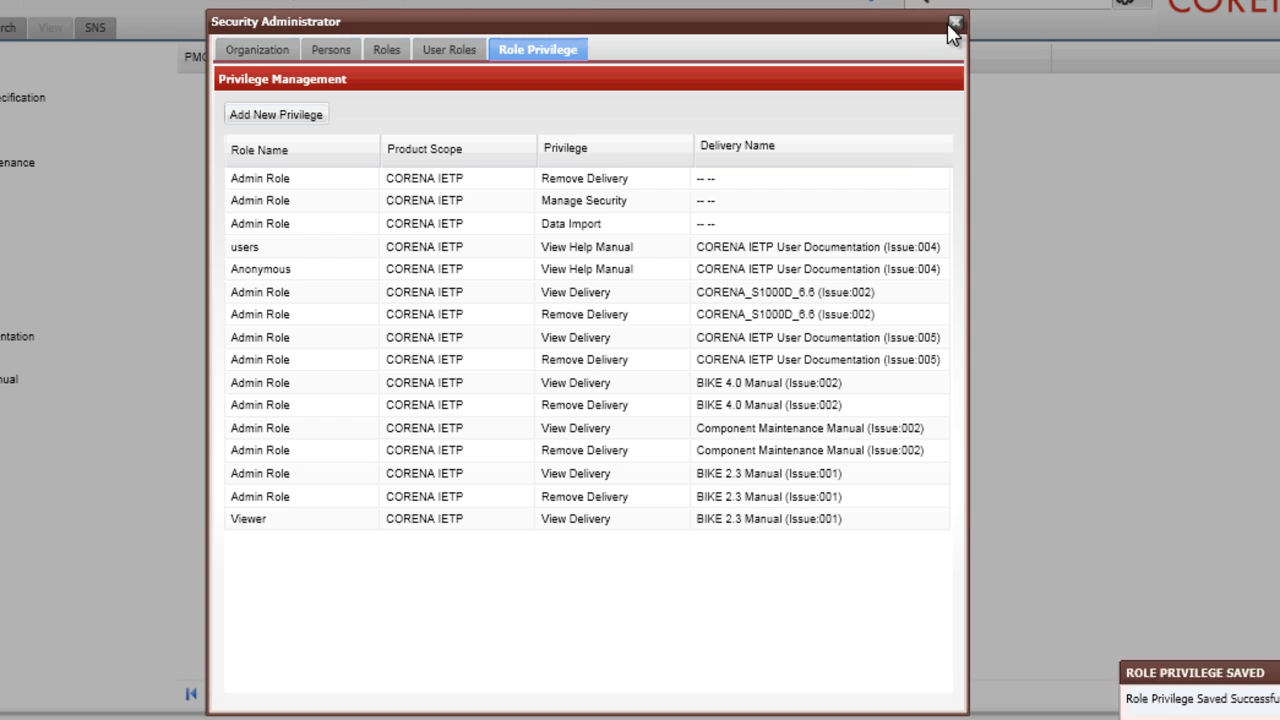 CORE
Security Administrator
rch View SNS
Organization Persons Roles User Roles Role Privilege
PMC
Privilege Management
cification
Add New Privilege
Role Name Product Scope Privilege Delivery Name
enance
Admin Role CORENA IETP Remove Delivery -- --
Admin Role CORENA IETP Manage Security -- --
Admin Role CORENA IETP Data Import -- --
users CORENA IETP View Help Manual CORENA IETP User Documentation (Issue:004)
Anonymous CORENA IETP View Help Manual CORENA IETP User Documentation (Issue:004)
Admin Role CORENA IETP View Delivery CORENA_S1000D_6.6 (Issue:002)
Admin Role CORENA IETP Remove Delivery CORENA_S1000D_6.6 (Issue:002)
Admin Role CORENA IETP View Delivery CORENA IETP User Documentation (Issue:005)
ntation
Admin Role CORENA IETP Remove Delivery CORENA IETP User Documentation (Issue:005)
Admin Role CORENA IETP View Delivery BIKE 4.0 Manual (Issue:002)
ual
Admin Role CORENA IETP Remove Delivery BIKE 4.0 Manual (Issue:002)
Admin Role CORENA IETP View Delivery Component Maintenance Manual (Issue:002)
Admin Role CORENA IETP Remove Delivery Component Maintenance Manual (Issue:002)
Admin Role CORENA IETP View Delivery BIKE 2.3 Manual (Issue:001)
Admin Role CORENA IETP Remove Delivery BIKE 2.3 Manual (Issue:001)
Viewer CORENA IETP View Delivery BIKE 2.3 Manual (Issue:001)
ROLE PRIVILEGE SAVED
Role Privilege Saved Successfu